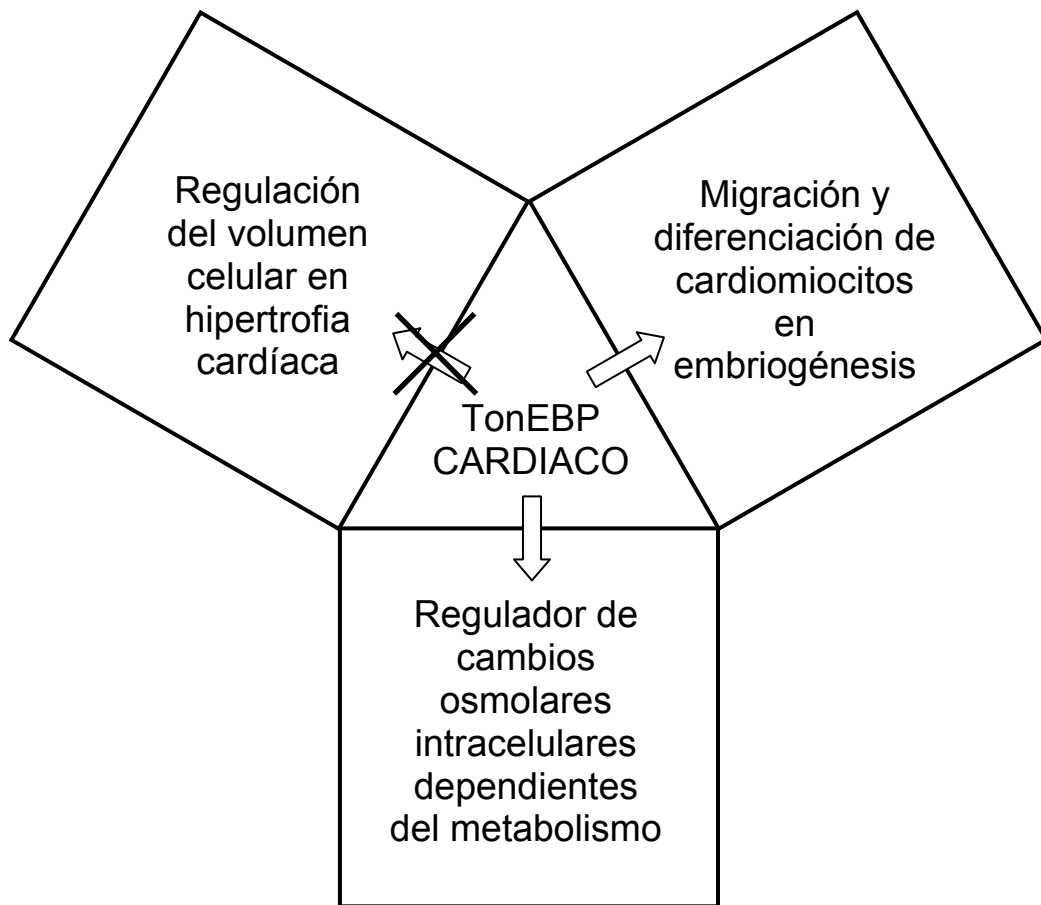 Regulación
del volumen
celular en
hipertrofia
cardíaca
Migración y
diferenciación de
cardiomiocitos
en
embriogénesis
TonEBP
CARDIACO
Regulador de
cambios
osmolares
intracelulares
dependientes
del metabolismo